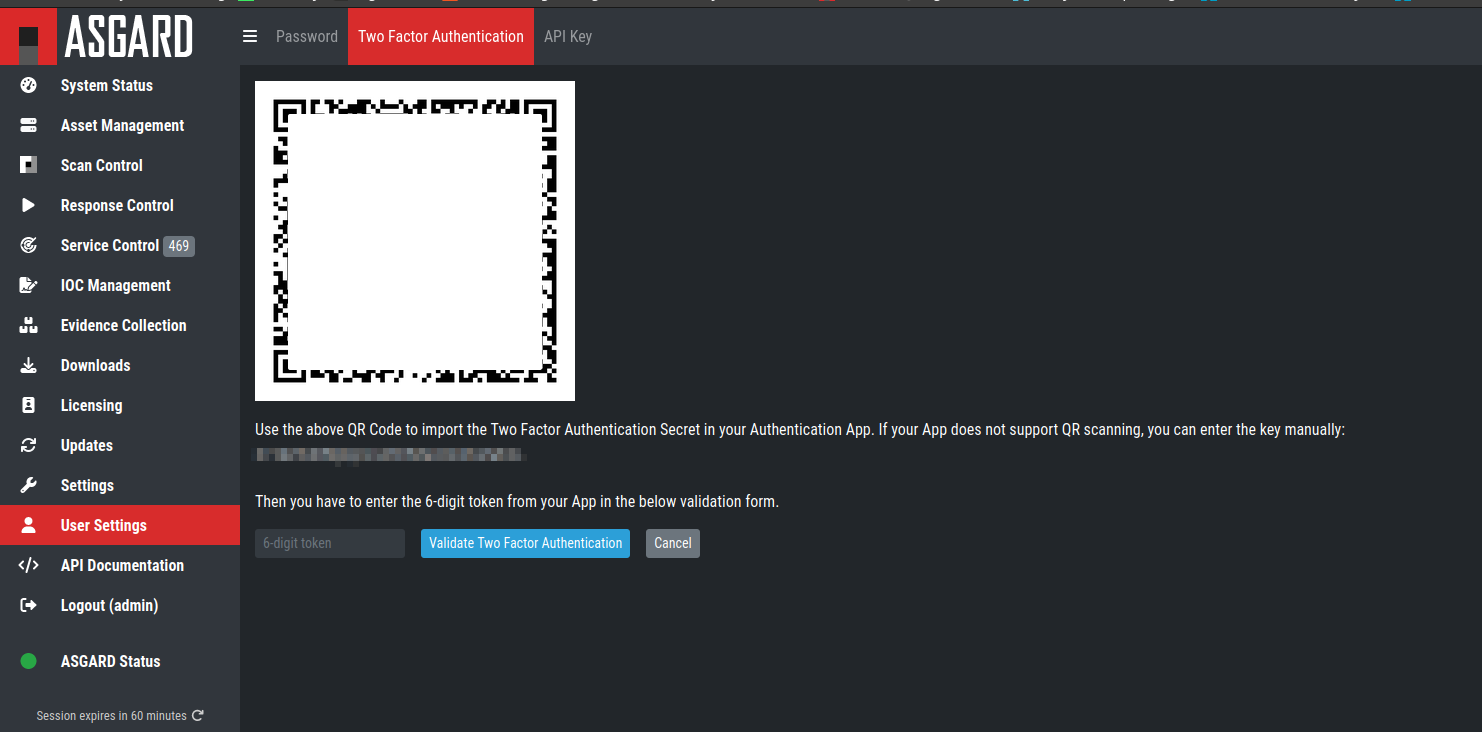 ASGARD
Password
Two Factor Authentication
API Key
System Status
Asset Management
Scan Control
Response Control
Service Control 469
IOC Management
Evidence Collection
Downloads
Licensing
Updates
Settings
User Settings
API Documentation
Logout (admin)
ASGARD Status
Session expires in 60 minutes
Use the above QR Code to import the Two Factor Authentication Secret in your Authentication App. If your App does not support QR scanning, you can enter the key manually:
Then you have to enter the 6-digit token from your App in the below validation form.
6-digit token
Validate Two Factor Authentication
Cancel